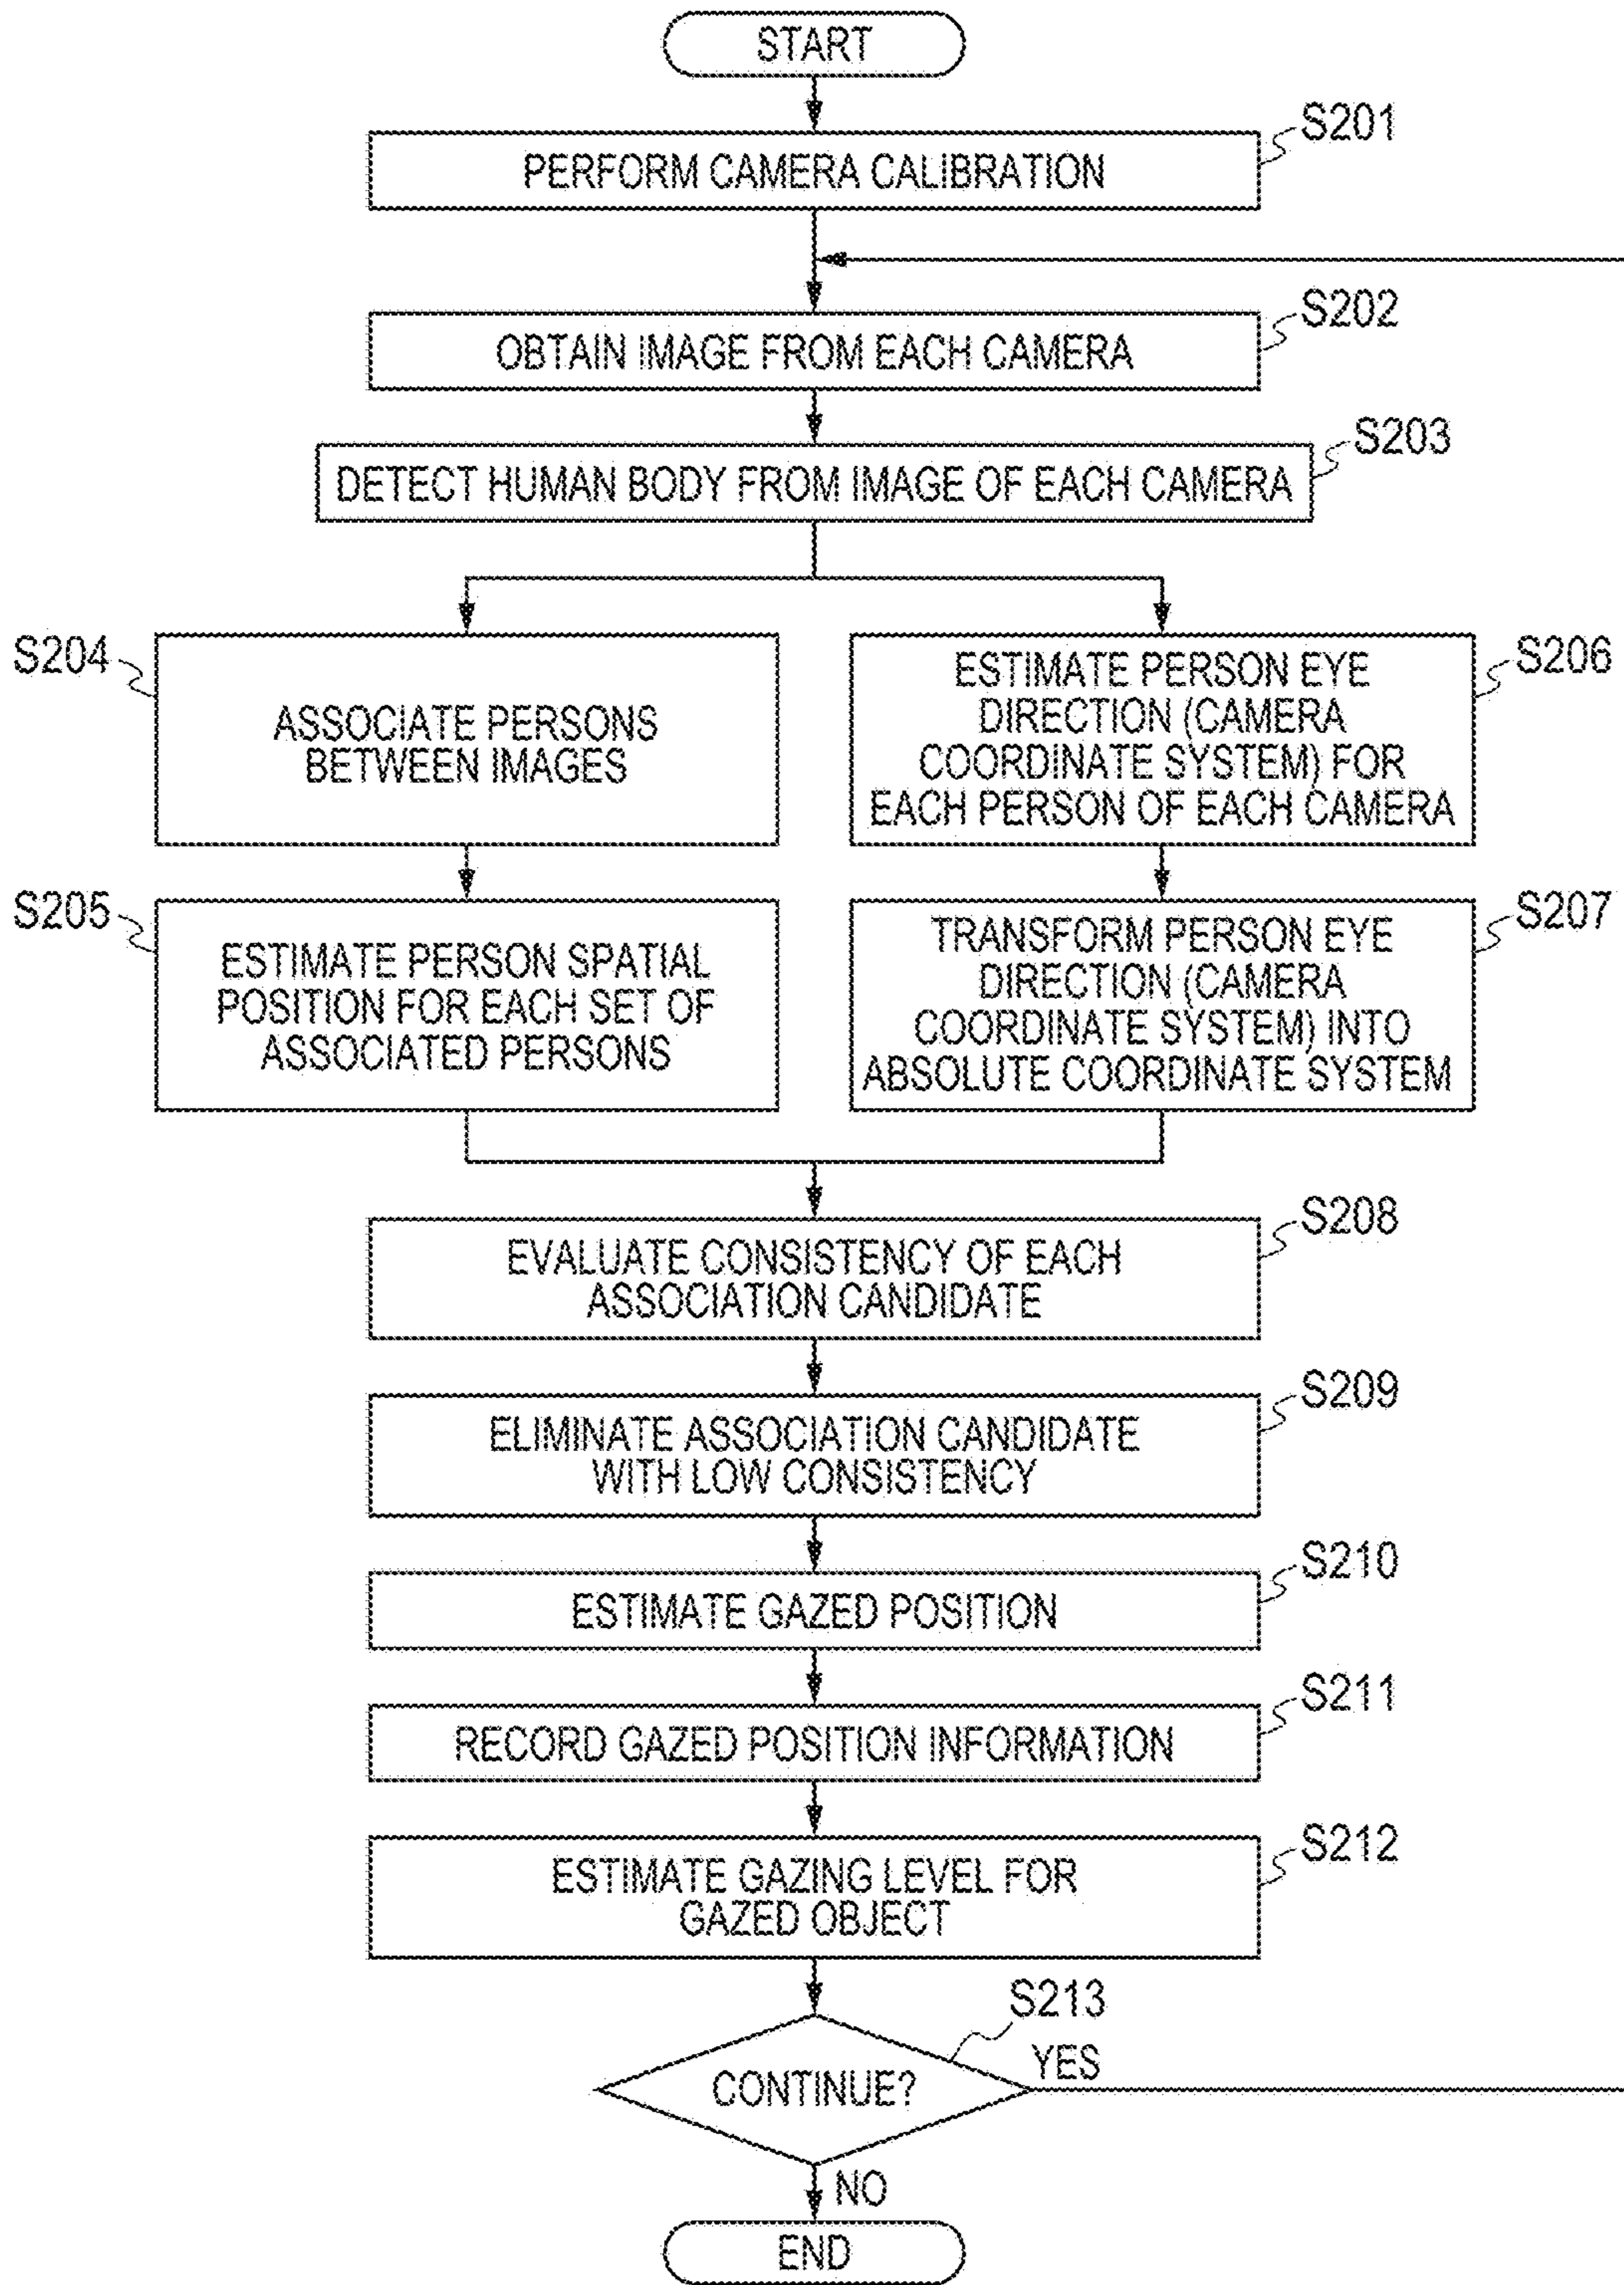 START
S201
PERFORM CAMERA CALIBRATION
S202
OBTAIN IMAGE FROM EACH CAMERA
S203
DETECT HUMAN BODY FROM IMAGE OF EACH CAMERA
S204
ASSOCIATE PERSONS
BETWEEN IMAGES
S206
ESTIMATE PERSON EYE
DIRECTION (CAMERA
COORDINATE SYSTEM) FOR
EACH PERSON OF EACH CAMERA
S205
ESTIMATE PERSON SPATIAL
POSITION FOR EACH SET OF
ASSOCIATED PERSONS
S207
TRANSFORM PERSON EYE
DIRECTION (CAMERA
COORDINATE SYSTEM) INTO
ABSOLUTE COORDINATE SYSTEM
S208
EVALUATE CONSISTENCY OF EACH
ASSOCIATION CANDIDATE
S209
ELIMINATE ASSOCIATION CANDIDATE
WITH LOW CONSISTENCY
S210
ESTIMATE GAZED POSITION
S211
RECORD GAZED POSITION INFORMATION
S212
ESTIMATE GAZING LEVEL FOR
GAZED OBJECT
S213
CONTINUE?
YES
NO
END